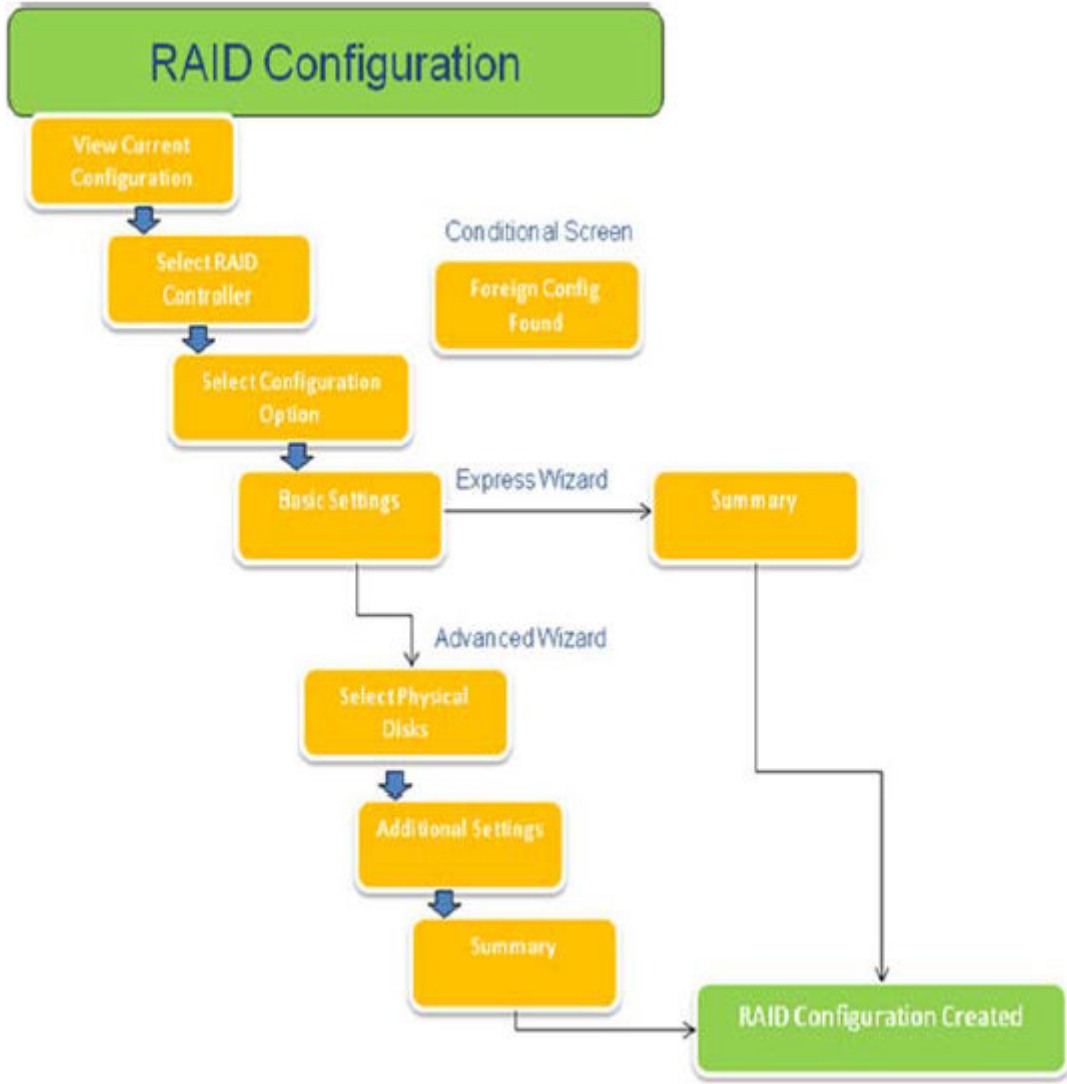 RAID Configuration
View Current
Configuration
Select RAID
Controller
Conditional Screen
Foreign Config
Found
Select Configuration
Option
Basic Settings
Express Wizard
Summary
Advanced Wizard
Select Physical
Disks
Additional Settings
Summary
RAID Configuration Created